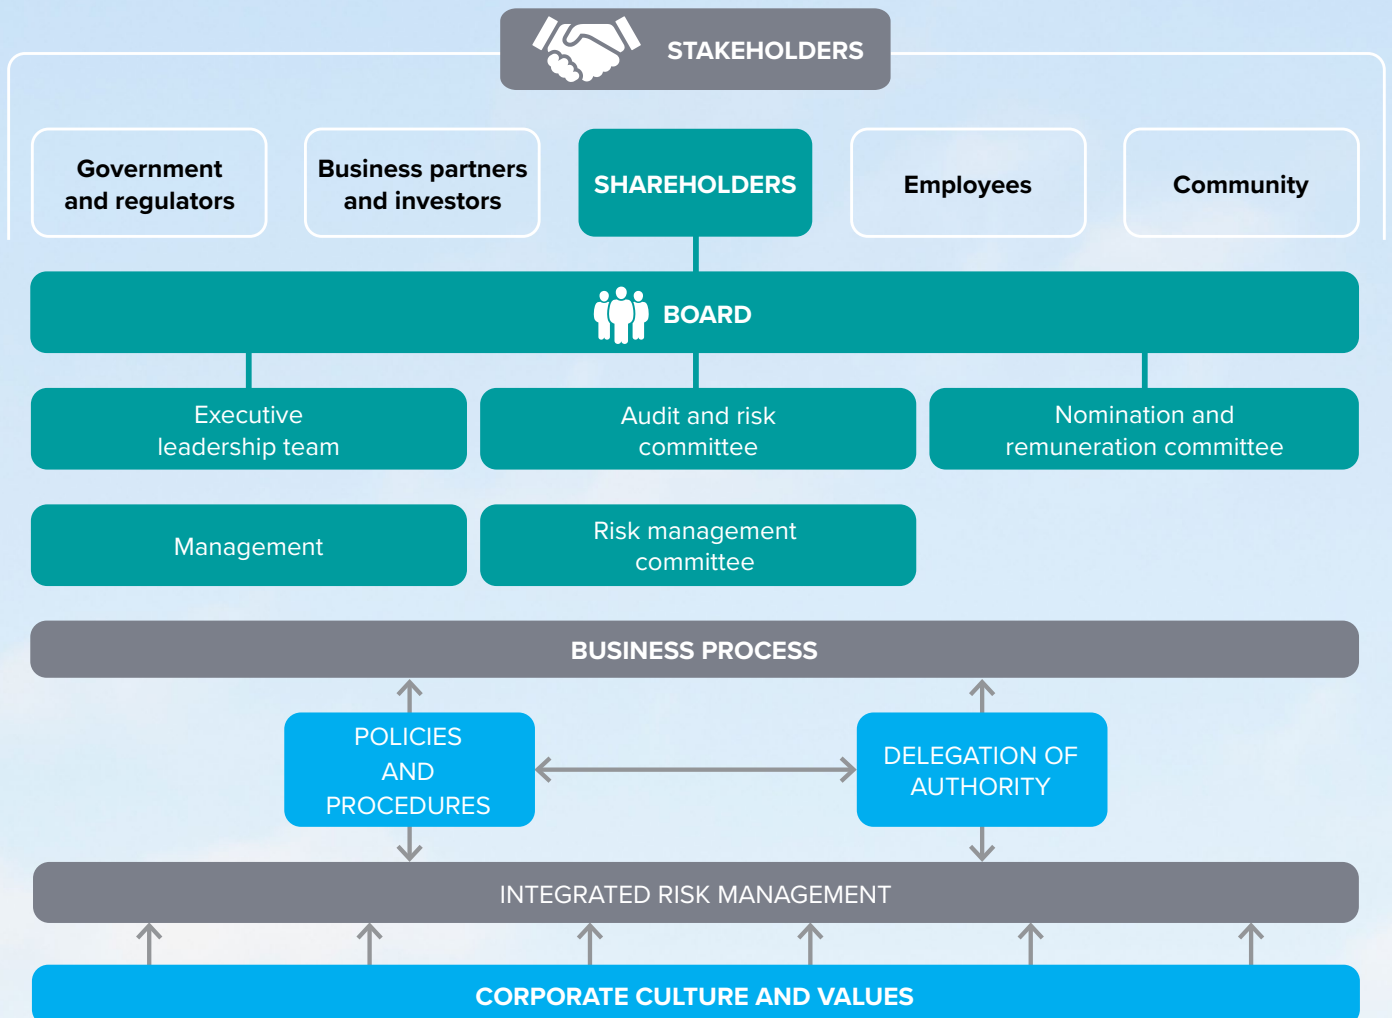 STAKEHOLDERS
Government
and regulators
Business partners
and investors
SHAREHOLDERS
Employees
Community
BOARD
Executive
leadership team
Audit and risk
committee
Nomination and
remuneration committee
Management
Risk management
committee
BUSINESS PROCESS
POLICIES
AND
PROCEDURES
DELEGATION OF
AUTHORITY
INTEGRATED RISK MANAGEMENT
CORPORATE CULTURE AND VALUES